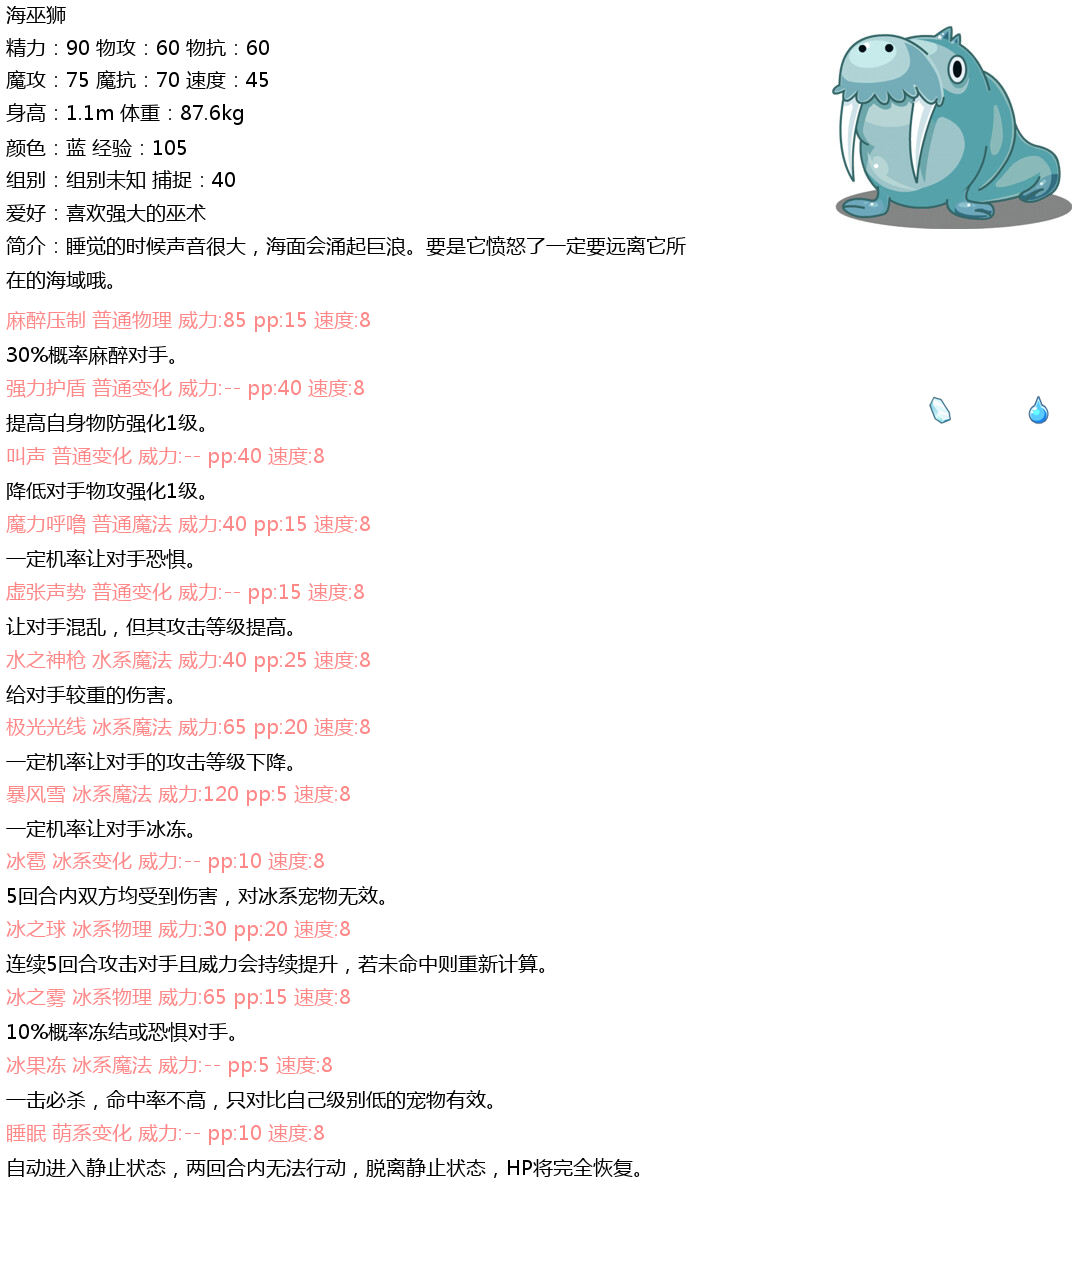 海巫狮
精力：90 物攻：60 物抗：60
魔攻：75 魔抗：70 速度：45
身高：1.1m 体重：87.6kg
颜色：蓝 经验：105
组别：组别未知 捕捉：40
爱好：喜欢强大的巫术
简介：睡觉的时候声音很大，海面会涌起巨浪。要是它愤怒了一定要远离它所
在的海域哦。
麻醉压制 普通物理 威力:85 pp:15 速度:8
30%概率麻醉对手。
强力护盾 普通变化 威力:-- pp:40 速度:8
提高自身物防强化1级。
叫声 普通变化 威力:-- pp:40 速度:8
降低对手物攻强化1级。
魔力呼噜 普通魔法 威力:40 pp:15 速度:8
一定机率让对手恐惧。
虚张声势 普通变化 威力:-- pp:15 速度:8
让对手混乱，但其攻击等级提高。
水之神枪 水系魔法 威力:40 pp:25 速度:8
给对手较重的伤害。
极光光线 冰系魔法 威力:65 pp:20 速度:8
一定机率让对手的攻击等级下降。
暴风雪 冰系魔法 威力:120 pp:5 速度:8
一定机率让对手冰冻。
冰雹 冰系变化 威力:-- pp:10 速度:8
5回合内双方均受到伤害，对冰系宠物无效。
冰之球 冰系物理 威力:30 pp:20 速度:8
连续5回合攻击对手且威力会持续提升，若未命中则重新计算。
冰之雾 冰系物理 威力:65 pp:15 速度:8
10%概率冻结或恐惧对手。
冰果冻 冰系魔法 威力:-- pp:5 速度:8
一击必杀，命中率不高，只对比自己级别低的宠物有效。
睡眠 萌系变化 威力:-- pp:10 速度:8
自动进入静止状态，两回合内无法行动，脱离静止状态，HP将完全恢复。